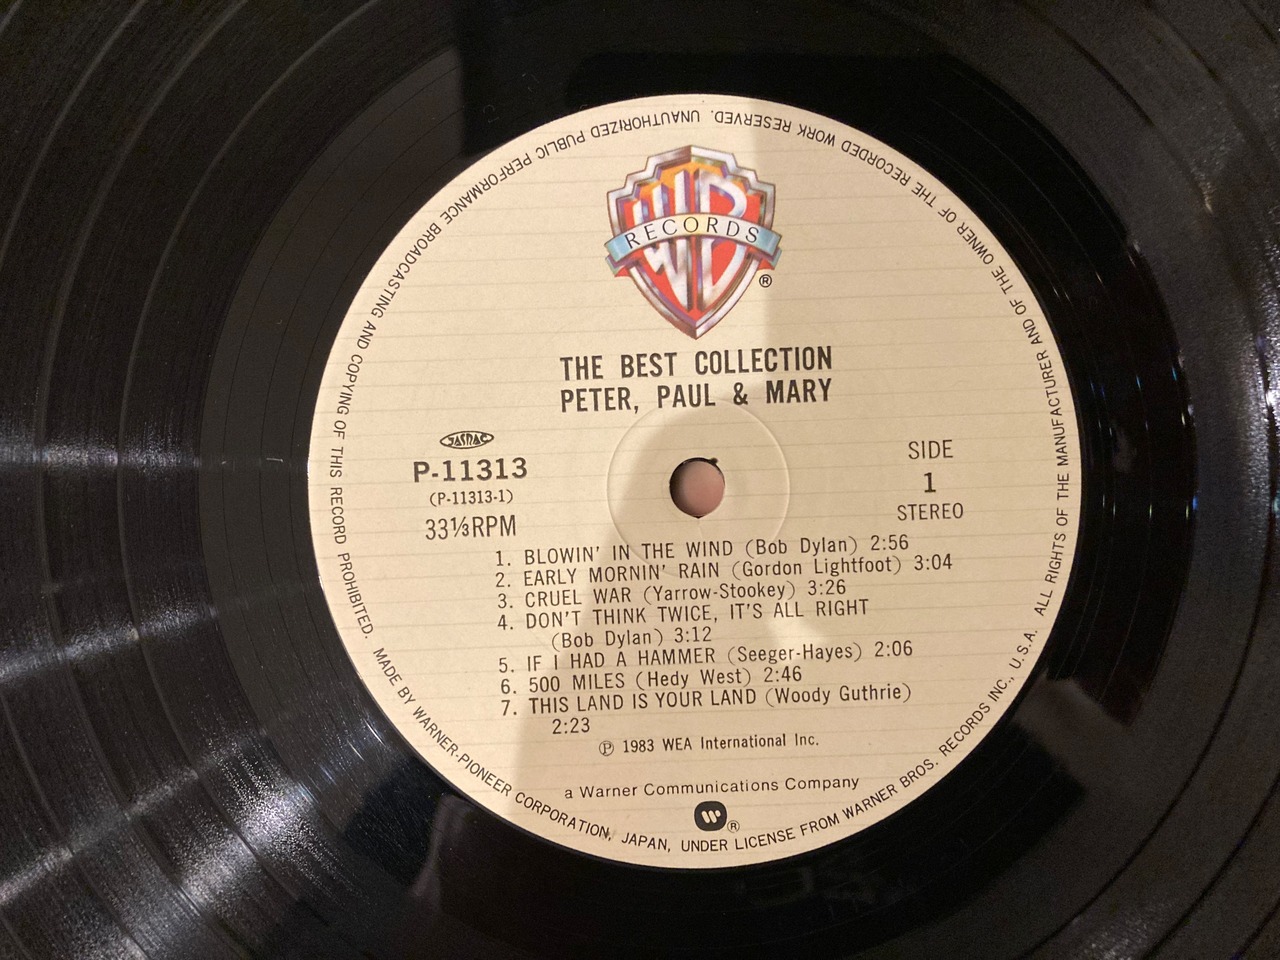 WB
RECORDS
®
THE BEST COLLECTION
PETER, PAUL & MARY
JASRAC
P-11313
(P-11313-1)
33⅓RPM
SIDE
1
STEREO
1. BLOWIN' IN THE WIND (Bob Dylan) 2:56
2. EARLY MORNIN' RAIN (Gordon Lightfoot) 3:04
3. CRUEL WAR (Yarrow-Stookey) 3:26
4. DON'T THINK TWICE, IT'S ALL RIGHT
(Bob Dylan) 3:12
5. IF I HAD A HAMMER (Seeger-Hayes) 2:06
6. 500 MILES (Hedy West) 2:46
7. THIS LAND IS YOUR LAND (Woody Guthrie)
2:23
℗ 1983 WEA International Inc.
a Warner Communications Company
®
MADE BY WARNER-PIONEER CORPORATION, JAPAN, UNDER LICENSE FROM WARNER BROS. RECORDS INC., U.S.A. ALL RIGHTS OF THE MANUFACTURER AND OF THE OWNER OF THE RECORDED WORK RESERVED. UNAUTHORIZED PUBLIC PERFORMANCE BROADCASTING AND COPYING OF THIS RECORD PROHIBITED.